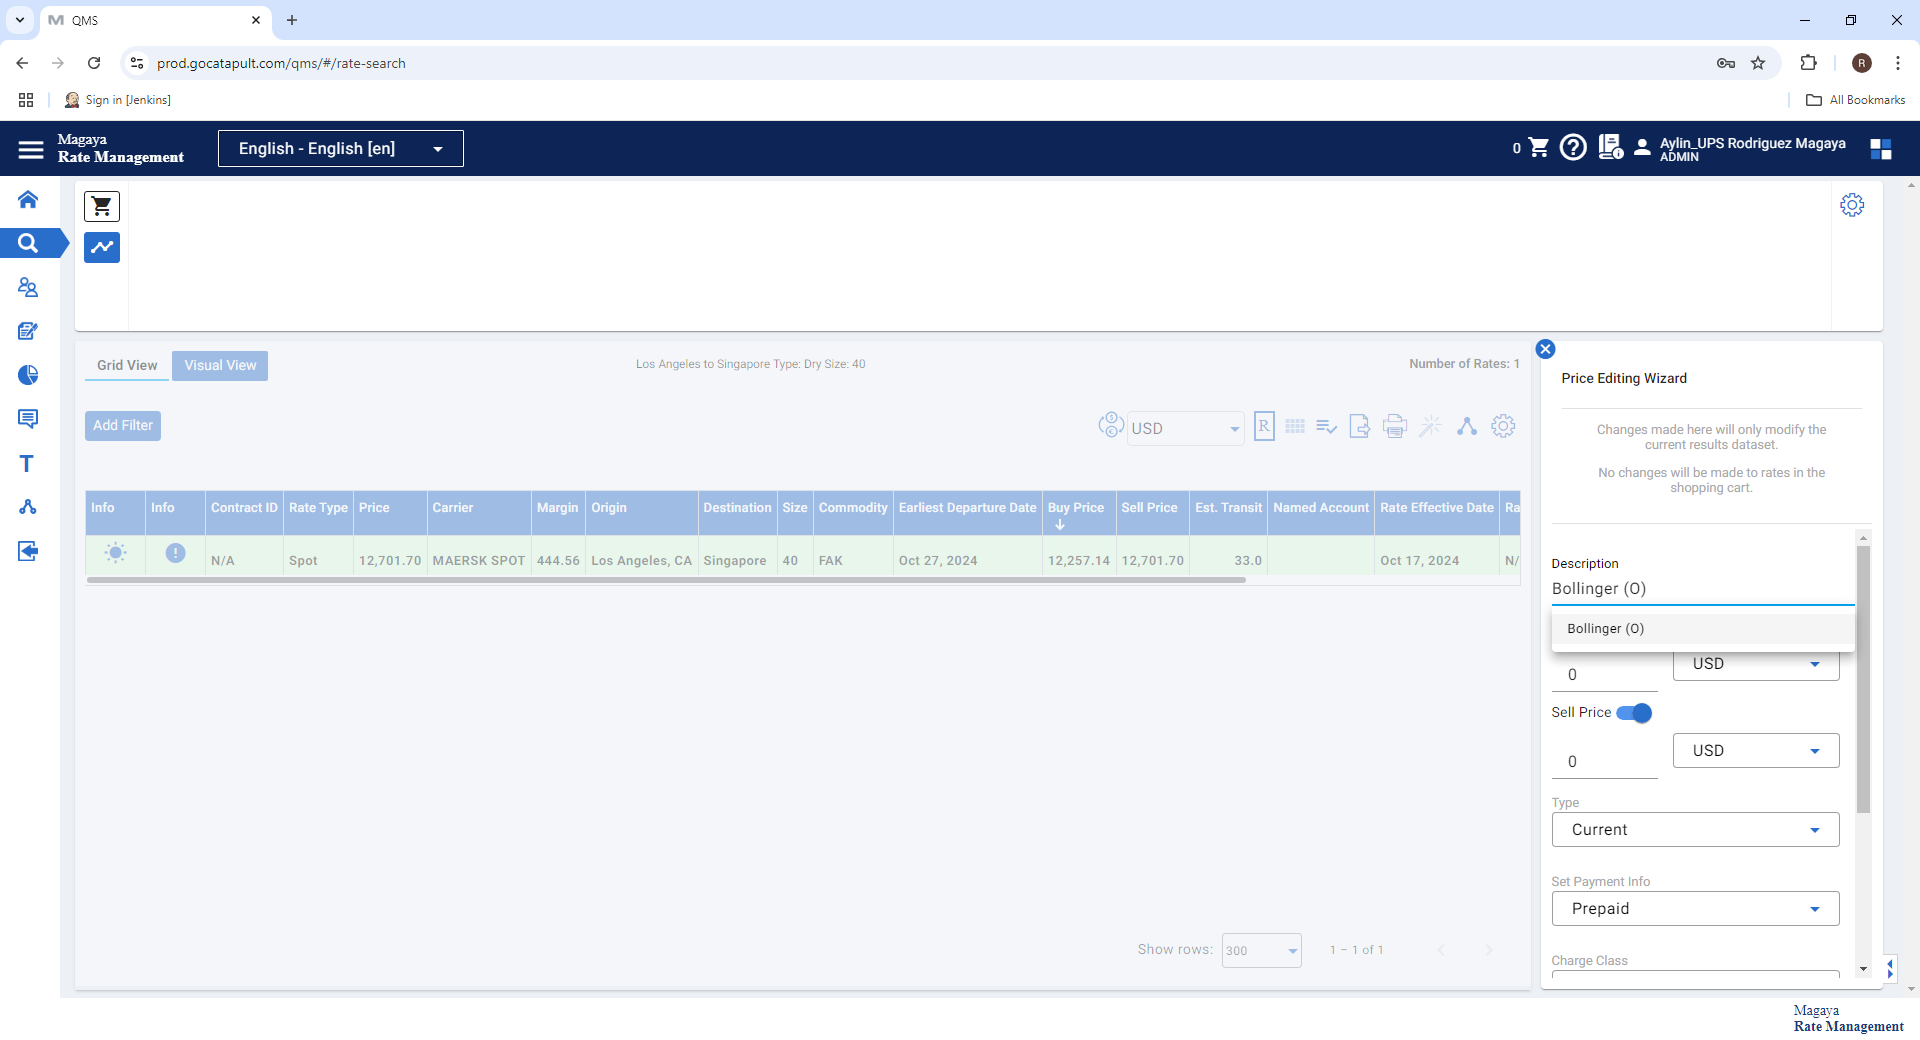 QMS
prod.gocatapult.com/qms/#/rate-search
R
Sign in [Jenkins]
All Bookmarks
Magaya
Rate Management
English - English [en]
0
Aylin_UPS Rodriguez Magaya
ADMIN
Grid View
Visual View
Los Angeles to Singapore Type: Dry Size: 40
Number of Rates: 1
Add Filter
USD
R
Info Info Contract ID Rate Type Price Carrier Margin Origin Destination Size Commodity Earliest Departure Date Buy Price Sell Price Est. Transit Named Account Rate Effective Date Ra
N/A Spot 12,701.70 MAERSK SPOT 444.56 Los Angeles, CA Singapore 40 FAK Oct 27, 2024 12,257.14 12,701.70 33.0 Oct 17, 2024 N/
Show rows: 300 1 – 1 of 1
Price Editing Wizard
Changes made here will only modify the
current results dataset.
No changes will be made to rates in the
shopping cart.
Description
Bollinger (O)
Bollinger (O)
0 USD
Sell Price
0 USD
Type
Current
Set Payment Info
Prepaid
Charge Class
Magaya
Rate Management